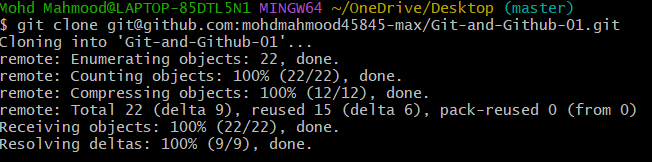 Mohd Mahmood@LAPTOP-85DTL5N1 MINGW64 ~/OneDrive/Desktop (master)
$ git clone git@github.com:mohdmahmood45845-max/Git-and-Github-01.git
Cloning into 'Git-and-Github-01'...
remote: Enumerating objects: 22, done.
remote: Counting objects: 100% (22/22), done.
remote: Compressing objects: 100% (12/12), done.
remote: Total 22 (delta 9), reused 15 (delta 6), pack-reused 0 (from 0)
Receiving objects: 100% (22/22), done.
Resolving deltas: 100% (9/9), done.